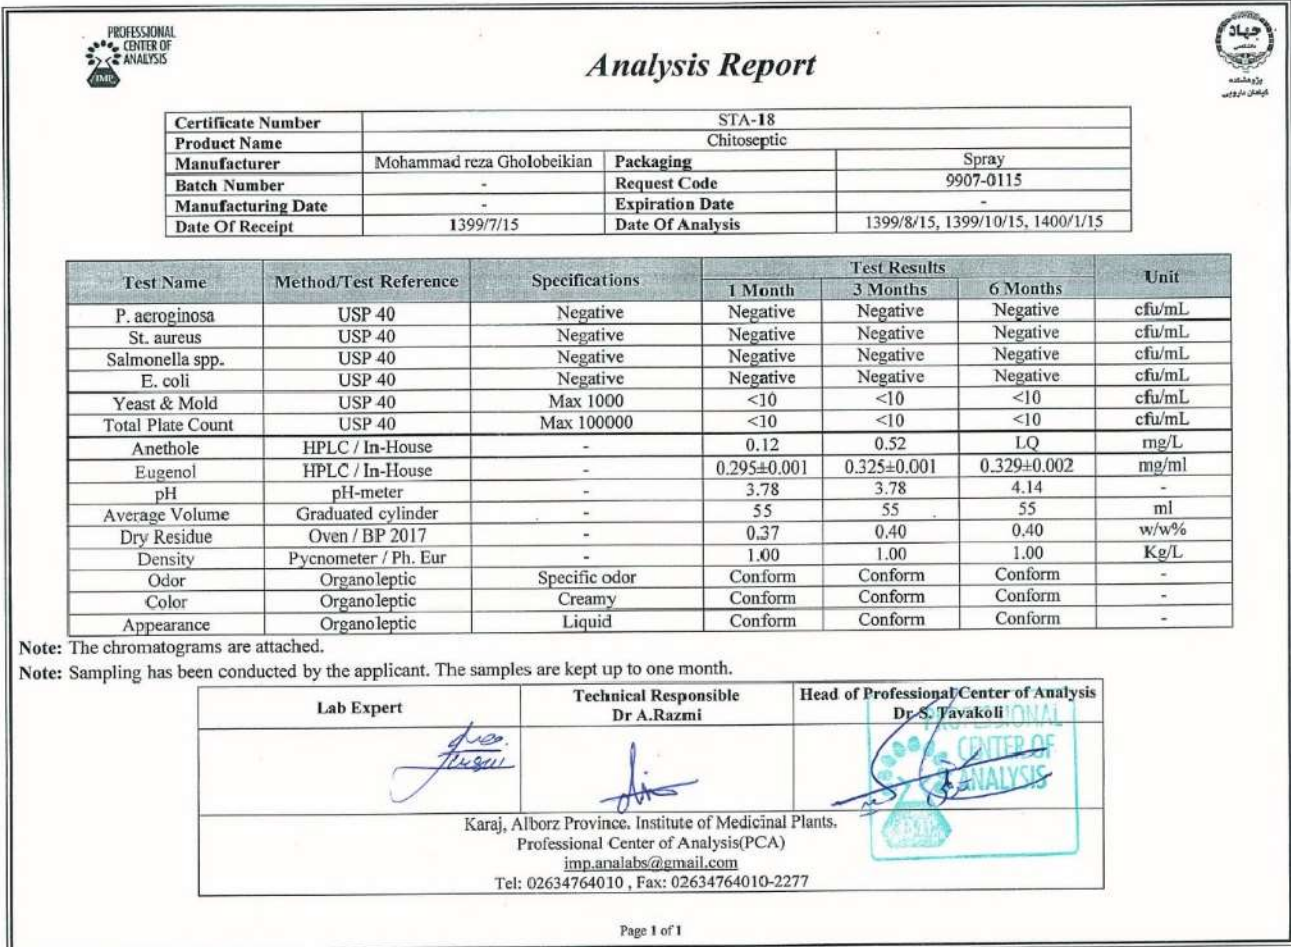 PROFESSIONAL
CENTER OF
ANALYSIS
IMP
جهاد
دانشگاهی
پژوهشکده
گیاهان دارویی
Analysis Report
Certificate Number STA-18
Product Name Chitoseptic
Manufacturer Mohammad reza Gholobeikian Packaging Spray
Batch Number - Request Code 9907-0115
Manufacturing Date - Expiration Date -
Date Of Receipt 1399/7/15 Date Of Analysis 1399/8/15, 1399/10/15, 1400/1/15
Test Name Method/Test Reference Specifications Test Results Unit
1 Month 3 Months 6 Months
P. aeroginosa USP 40 Negative Negative Negative Negative cfu/mL
St. aureus USP 40 Negative Negative Negative Negative cfu/mL
Salmonella spp. USP 40 Negative Negative Negative Negative cfu/mL
E. coli USP 40 Negative Negative Negative Negative cfu/mL
Yeast & Mold USP 40 Max 1000 <10 <10 <10 cfu/mL
Total Plate Count USP 40 Max 100000 <10 <10 <10 cfu/mL
Anethole HPLC / In-House - 0.12 0.52 LQ mg/L
Eugenol HPLC / In-House - 0.295±0.001 0.325±0.001 0.329±0.002 mg/ml
pH pH-meter - 3.78 3.78 4.14 -
Average Volume Graduated cylinder - 55 55 55 ml
Dry Residue Oven / BP 2017 - 0.37 0.40 0.40 w/w%
Density Pycnometer / Ph. Eur - 1.00 1.00 1.00 Kg/L
Odor Organoleptic Specific odor Conform Conform Conform -
Color Organoleptic Creamy Conform Conform Conform -
Appearance Organoleptic Liquid Conform Conform Conform -
Note: The chromatograms are attached.
Note: Sampling has been conducted by the applicant. The samples are kept up to one month.
Lab Expert Technical Responsible Head of Professional Center of Analysis
Dr A.Razmi Dr S. Tavakoli
PROFESSIONAL
CENTER OF
ANALYSIS
Karaj, Alborz Province. Institute of Medicinal Plants.
Professional Center of Analysis(PCA)
imp.analabs@gmail.com
Tel: 02634764010 , Fax: 02634764010-2277
Page 1 of 1